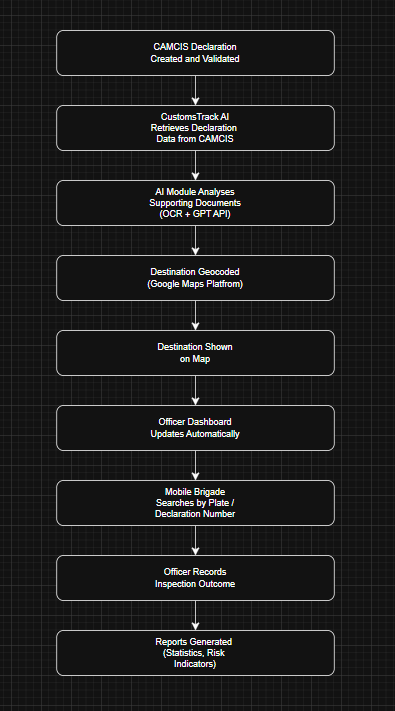 CAMCIS Declaration
Created and Validated
CustomsTrack AI
Retrieves Declaration
Data from CAMCIS
AI Module Analyses
Supporting Documents
(OCR + GPT API)
Destination Geocoded
(Google Maps Platfrom)
Destination Shown
on Map
Officer Dashboard
Updates Automatically
Mobile Brigade
Searches by Plate /
Declaration Number
Officer Records
Inspection Outcome
Reports Generated
(Statistics, Risk
Indicators)